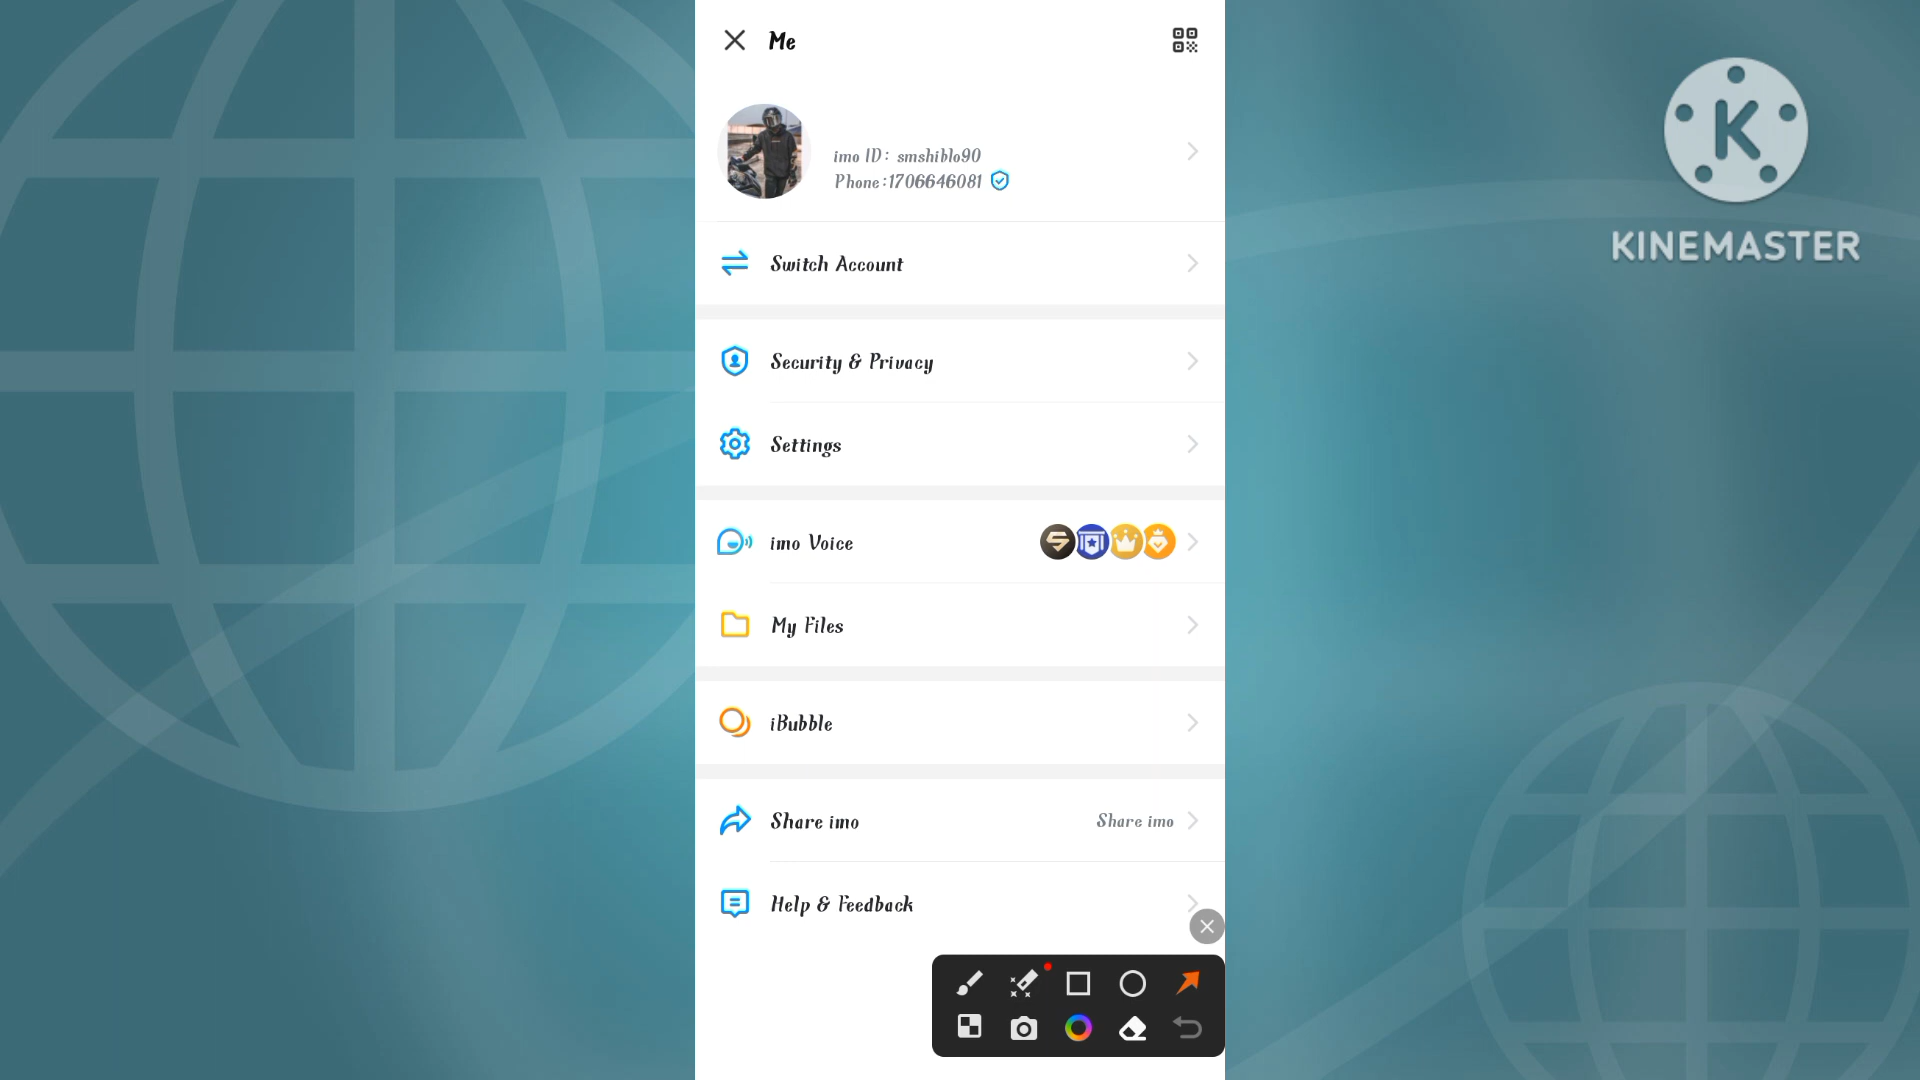 Me
imo ID: smshiblo90
Phone:1706646081
Switch Account
Security & Privacy
Settings
imo Voice
My Files
iBubble
Share imo
Share imo
Help & Feedback
KINEMASTER